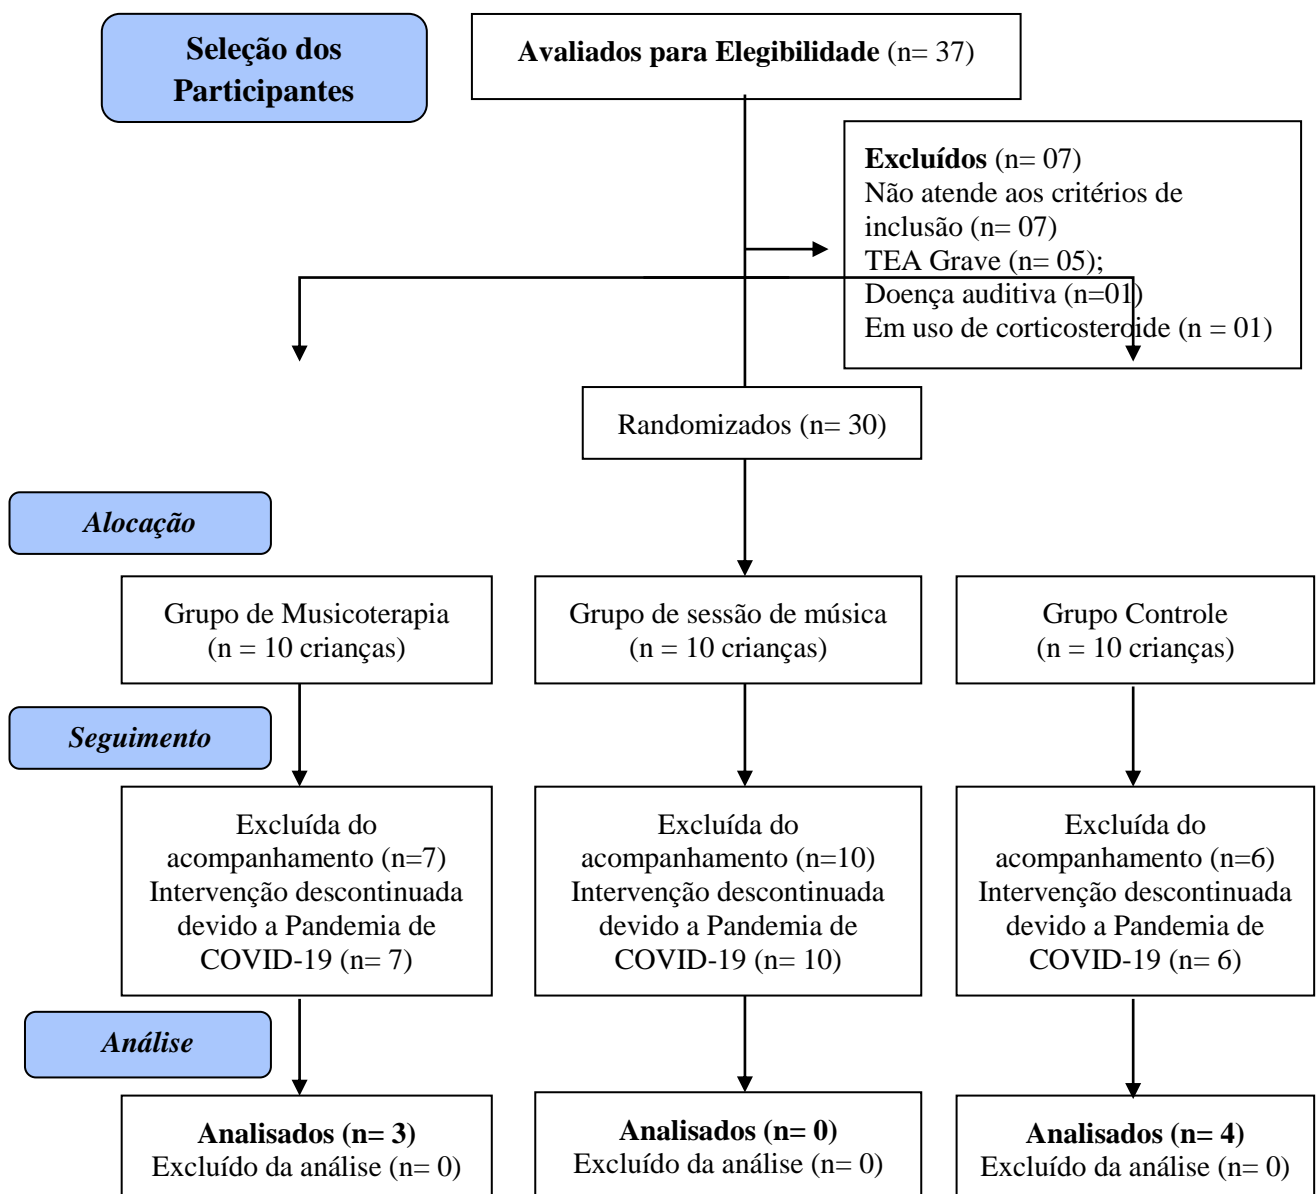 Seleção dos
Participantes
Avaliados para Elegibilidade (n= 37)
Excluídos (n= 07)
Não atende aos critérios de
inclusão (n= 07)
TEA Grave (n= 05);
Doença auditiva (n=01)
Em uso de corticosteroide (n = 01)
Randomizados (n= 30)
Alocação
Grupo de Musicoterapia
(n = 10 crianças)
Grupo de sessão de música
(n = 10 crianças)
Grupo Controle
(n = 10 crianças)
Seguimento
Excluída do
acompanhamento (n=7)
Intervenção descontinuada
devido a Pandemia de
COVID-19 (n= 7)
Excluída do
acompanhamento (n=10)
Intervenção descontinuada
devido a Pandemia de
COVID-19 (n= 10)
Excluída do
acompanhamento (n=6)
Intervenção descontinuada
devido a Pandemia de
COVID-19 (n= 6)
Análise
Analisados (n= 3)
Excluído da análise (n= 0)
Analisados (n= 0)
Excluído da análise (n= 0)
Analisados (n= 4)
Excluído da análise (n= 0)